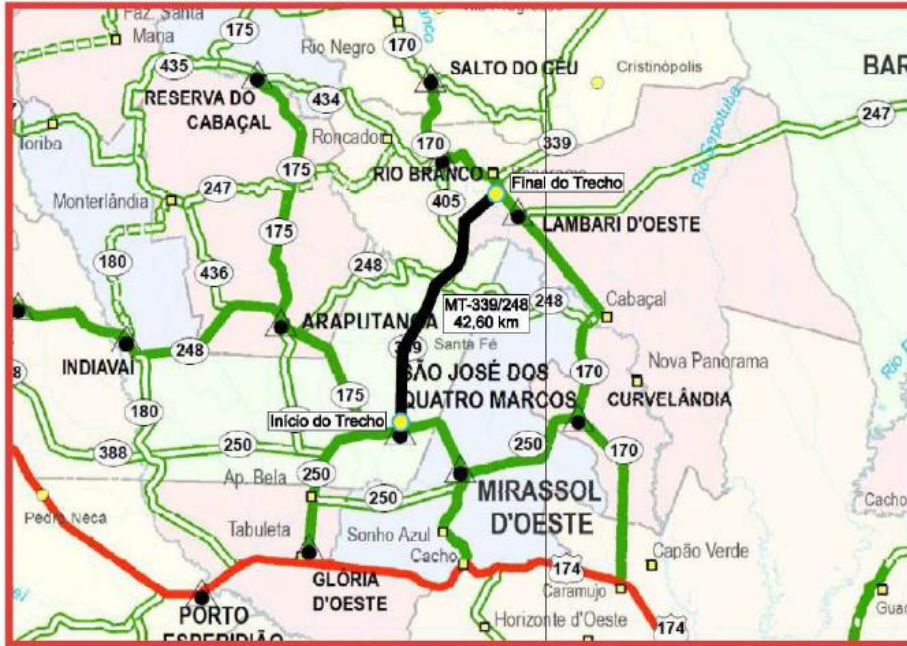 Faz. Santa
Maria
175
Rio Negro
170
SALTO DO CÉU
Cristinópolis
BAR
435
RESERVA DO
CABAÇAL
434
Roncador
339
247
Toriba
170
RIO BRANCO
Final do Trecho
Rio Sapotuba
Monterlândia
247
175
405
LAMBARI D'OESTE
180
436
175
248
MT-339/248
42,60 km
248
Cabaçal
ARAPUTANGA
INDIAVAÍ
248
Santa Fé
Nova Panorama
SÃO JOSÉ DOS
QUATRO MARCOS
170
CURVELÂNDIA
180
175
Início do Trecho
388
250
250
250
170
Ap. Bela
250
MIRASSOL
D'OESTE
Pedro Neca
Tabuleta
Sonho Azul
Cacho
Cacho
Capão Verde
GLÓRIA
D'OESTE
174
Caramujo
PORTO
ESPERIDIÃO
Horizonte d'Oeste
174
Guar